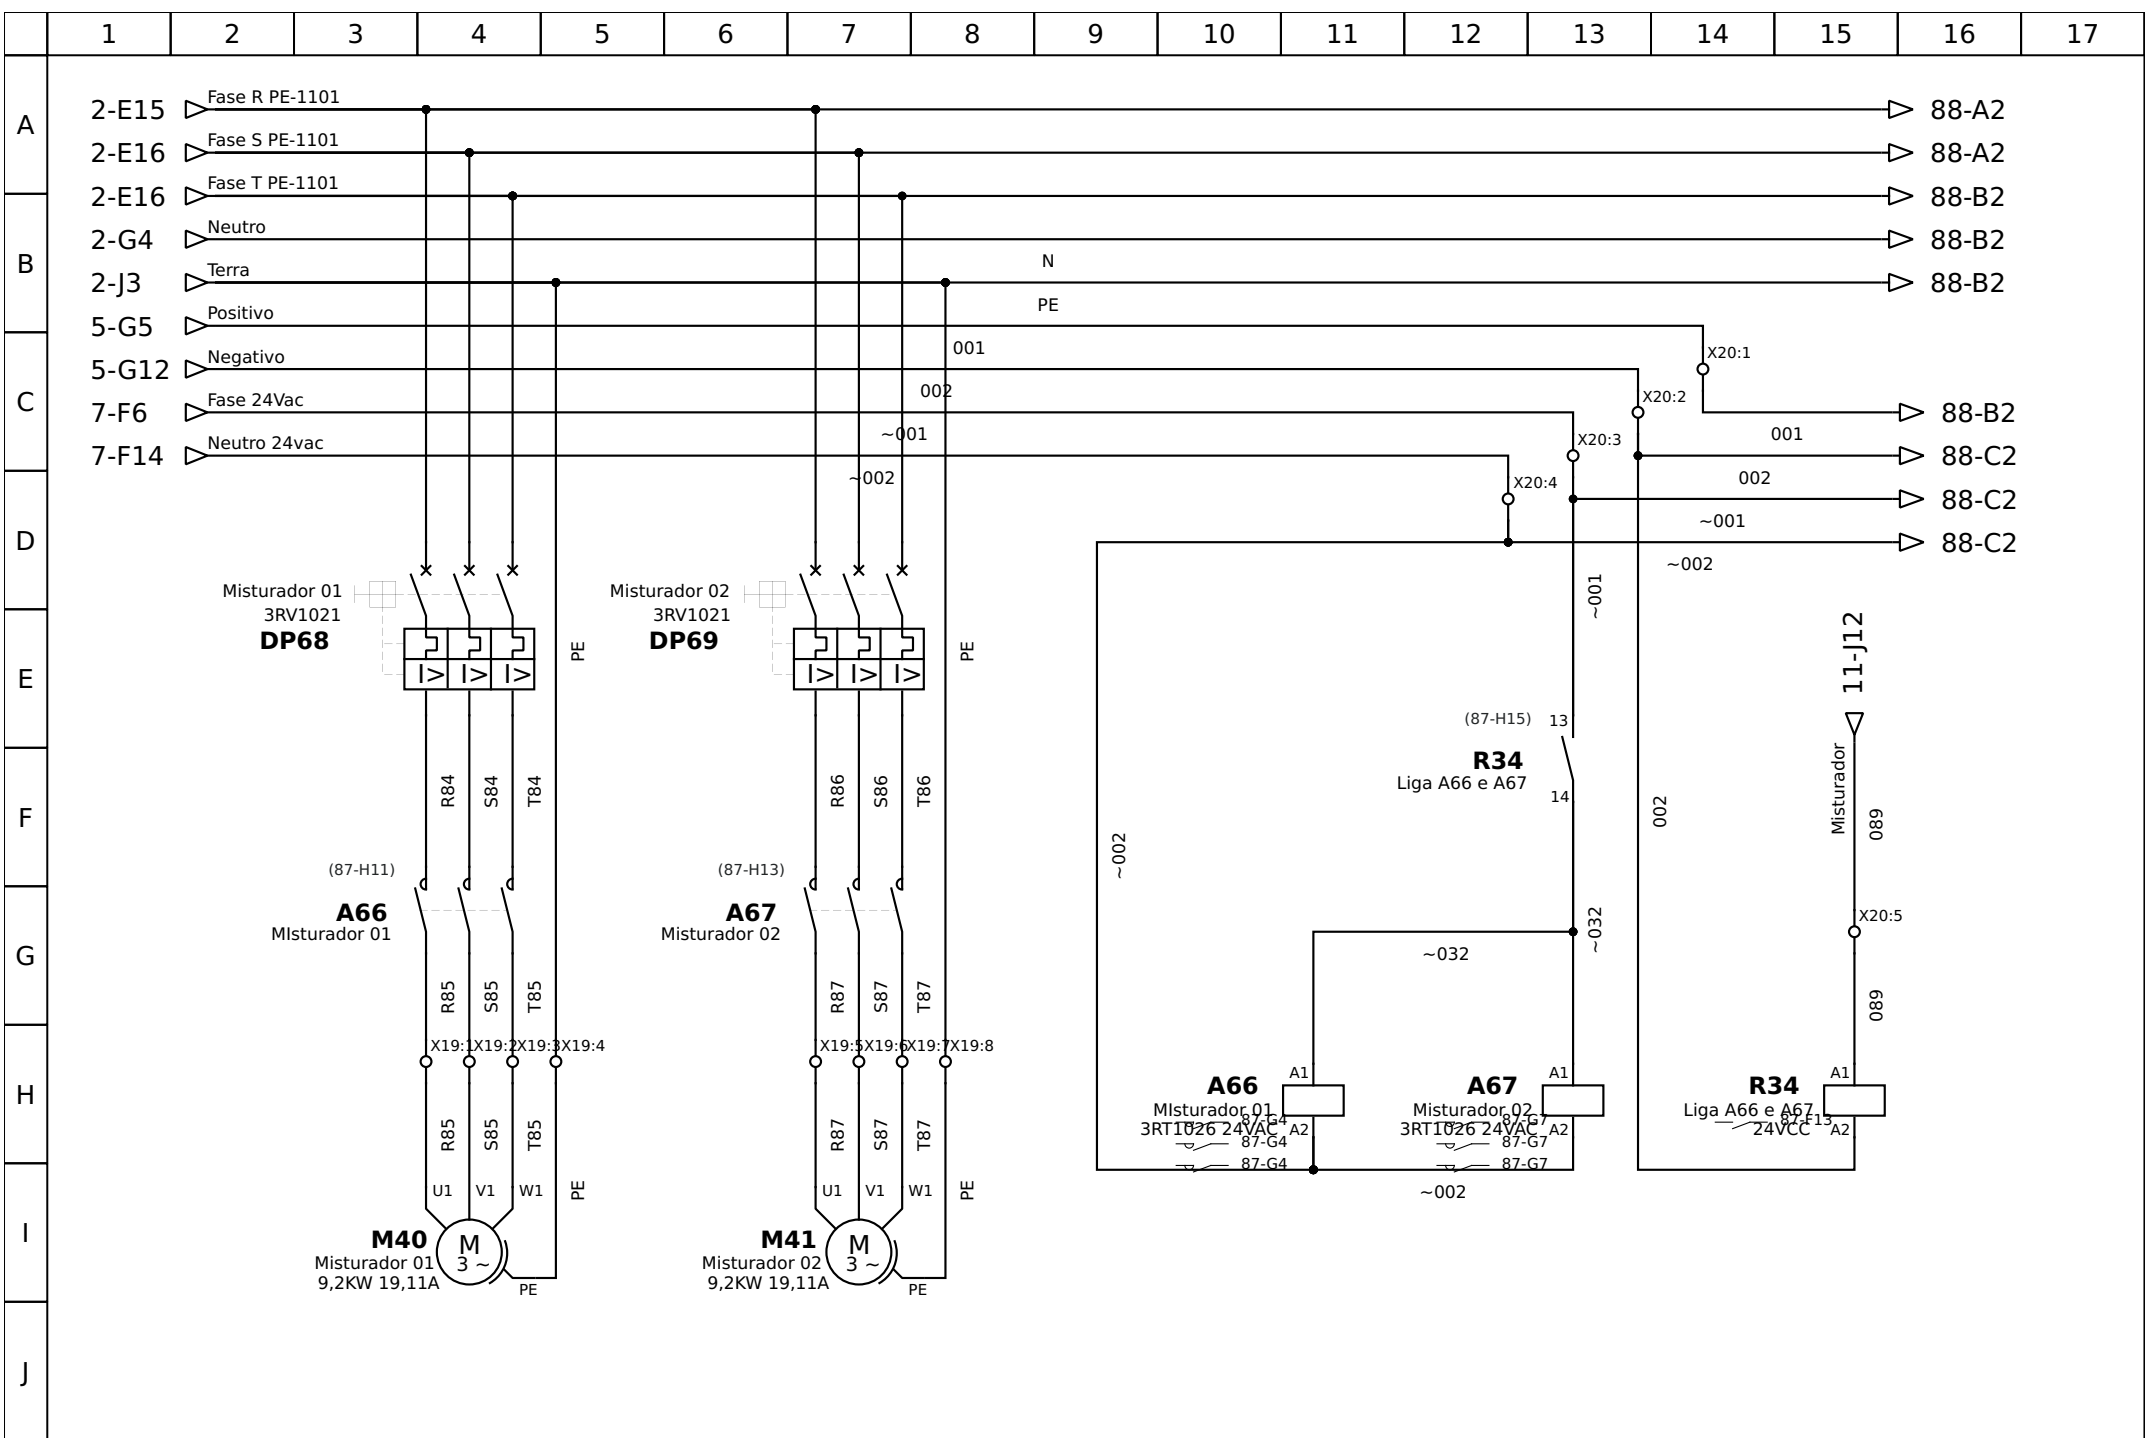 1 2 3 4 5 6 7 8 9 10 11 12 13 14 15 16 17
A
2-E15 Fase R PE-1101 88-A2
2-E16 Fase S PE-1101 88-A2
2-E16 Fase T PE-1101 88-B2
B
2-G4 Neutro 88-B2
N
2-J3 Terra 88-B2
PE
5-G5 Positivo
001 X20:1
5-G12 Negativo
002 X20:2
C
7-F6 Fase 24Vac 88-B2
~001 X20:3 001
7-F14 Neutro 24vac 88-C2
~002 X20:4 002
88-C2
~001
D
88-C2
~002
Misturador 01
3RV1021
DP68
Misturador 02
3RV1021
DP69
PE PE
~001
11-J12
E
I> I> I> I> I> I>
(87-H15) 13
R34
Liga A66 e A67
14
Misturador
F
R84 S84 T84 R86 S86 T86
002 089
~002
(87-H11)
A66
MIsturador 01
(87-H13)
A67
Misturador 02
X20:5
~032
~032
G
R85 S85 T85 R87 S87 T87
089
X19:1 X19:2 X19:3 X19:4 X19:5 X19:6 X19:7 X19:8
H
A66 A1
MIsturador 01
87-G4
3RT1026 24VAC A2
87-G4
87-G4
A67 A1
Misturador 02
87-G7
3RT1026 24VAC A2
87-G7
87-G7
R34 A1
Liga A66 e A67
87-F13
24VCC A2
R85 S85 T85 R87 S87 T87
~002
U1 V1 W1 PE U1 V1 W1 PE
I
M40
Misturador 01
9,2KW 19,11A
M
3 ~
PE
M41
Misturador 02
9,2KW 19,11A
M
3 ~
PE
J